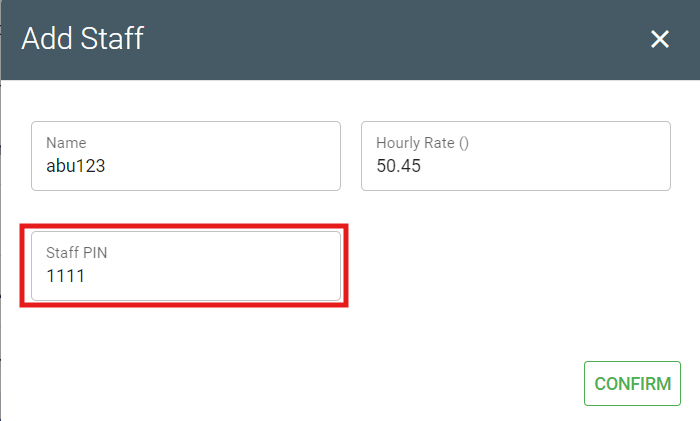 Add Staff
Name
abu123
Hourly Rate ()
50.45
Staff PIN
1111
CONFIRM